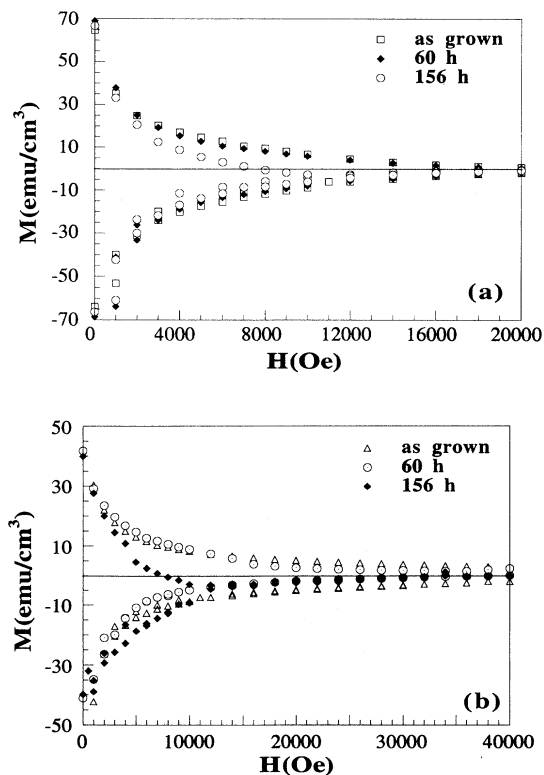 70
50
30
10
-10
-30
-50
-70
M(emu/cm³)
□ as grown
◆ 60 h
○ 156 h
(a)
0 4000 8000 12000 16000 20000
H(Oe)
50
30
10
-10
-30
-50
M(emu/cm³)
△ as grown
○ 60 h
◆ 156 h
(b)
0 10000 20000 30000 40000
H(Oe)